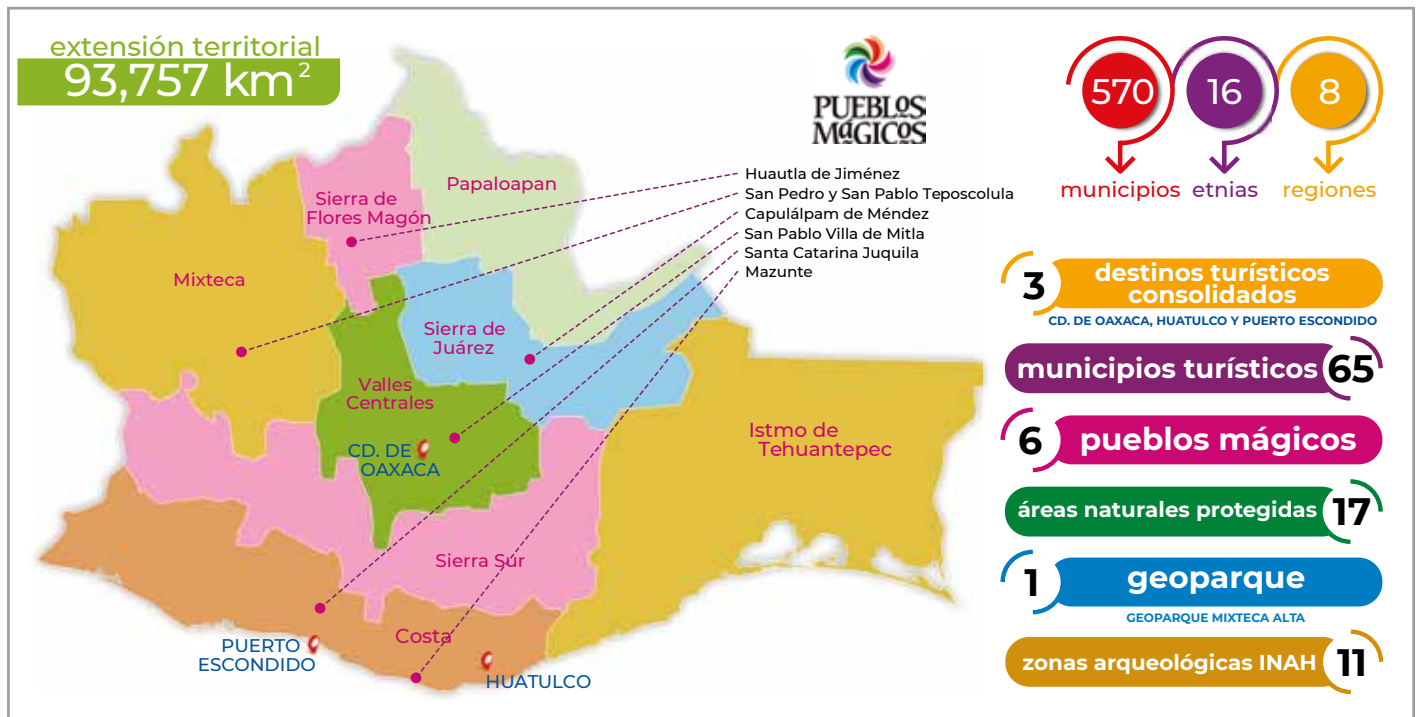 extensión territorial
93,757 km²
PUEBLOS
MÁGICOS
570
16
8
municipios
etnias
regiones
Huautla de Jiménez
San Pedro y San Pablo Teposcolula
Capulálpam de Méndez
San Pablo Villa de Mitla
Santa Catarina Juquila
Mazunte
Sierra de
Flores Magón
Papaloapan
Mixteca
Sierra de
Juárez
Valles
Centrales
CD. DE
OAXACA
Istmo de
Tehuantepec
Sierra Sur
Costa
PUERTO
ESCONDIDO
HUATULCO
3
destinos turísticos
consolidados
CD. DE OAXACA, HUATULCO Y PUERTO ESCONDIDO
municipios turísticos 65
6 pueblos mágicos
áreas naturales protegidas 17
1 geoparque
GEOPARQUE MIXTECA ALTA
zonas arqueológicas INAH 11